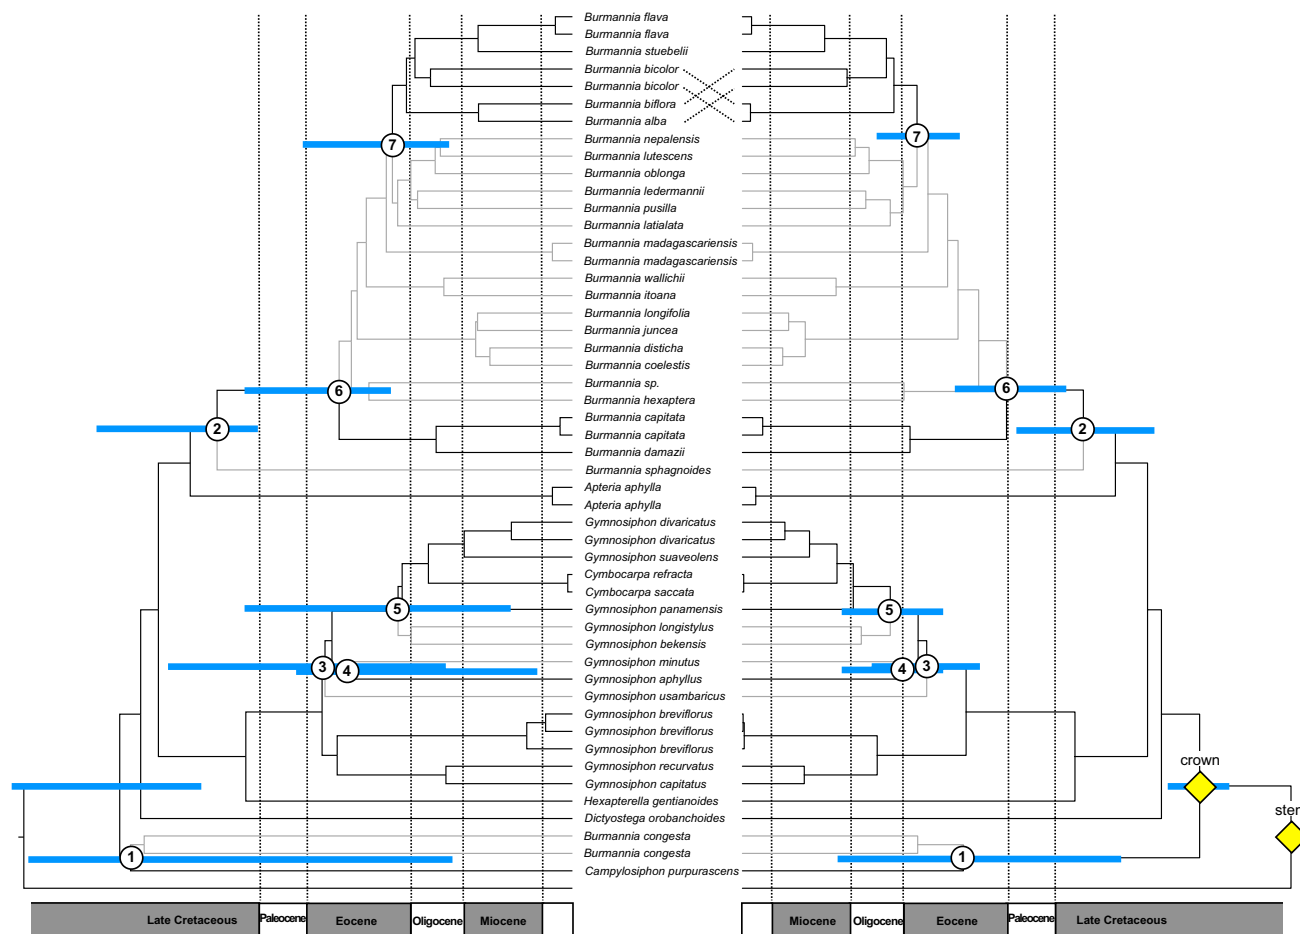 Burmannia flava
Burmannia flava
Burmannia stuebelii
Burmannia bicolor
Burmannia bicolor
Burmannia biflora
Burmannia alba
Burmannia nepalensis
7
7
Burmannia lutescens
Burmannia oblonga
Burmannia ledermannii
Burmannia pusilla
Burmannia latialata
Burmannia madagascariensis
Burmannia madagascariensis
Burmannia wallichii
Burmannia itoana
Burmannia longifolia
Burmannia juncea
Burmannia disticha
Burmannia coelestis
Burmannia sp.
6
6
Burmannia hexaptera
Burmannia capitata
2
2
Burmannia capitata
Burmannia damazii
Burmannia sphagnoides
Apteria aphylla
Apteria aphylla
Gymnosiphon divaricatus
Gymnosiphon divaricatus
Gymnosiphon suaveolens
Cymbocarpa refracta
Cymbocarpa saccata
5
Gymnosiphon panamensis
5
Gymnosiphon longistylus
Gymnosiphon bekensis
Gymnosiphon minutus
3
4
4
3
Gymnosiphon aphyllus
Gymnosiphon usambaricus
Gymnosiphon breviflorus
Gymnosiphon breviflorus
Gymnosiphon breviflorus
crown
Gymnosiphon recurvatus
Gymnosiphon capitatus
Hexapterella gentianoides
stem
Dictyostega orobanchoides
Burmannia congesta
Burmannia congesta
1
1
Campylosiphon purpurascens
Late Cretaceous
Paleocene
Eocene
Oligocene
Miocene
Miocene
Oligocene
Eocene
Paleocene
Late Cretaceous